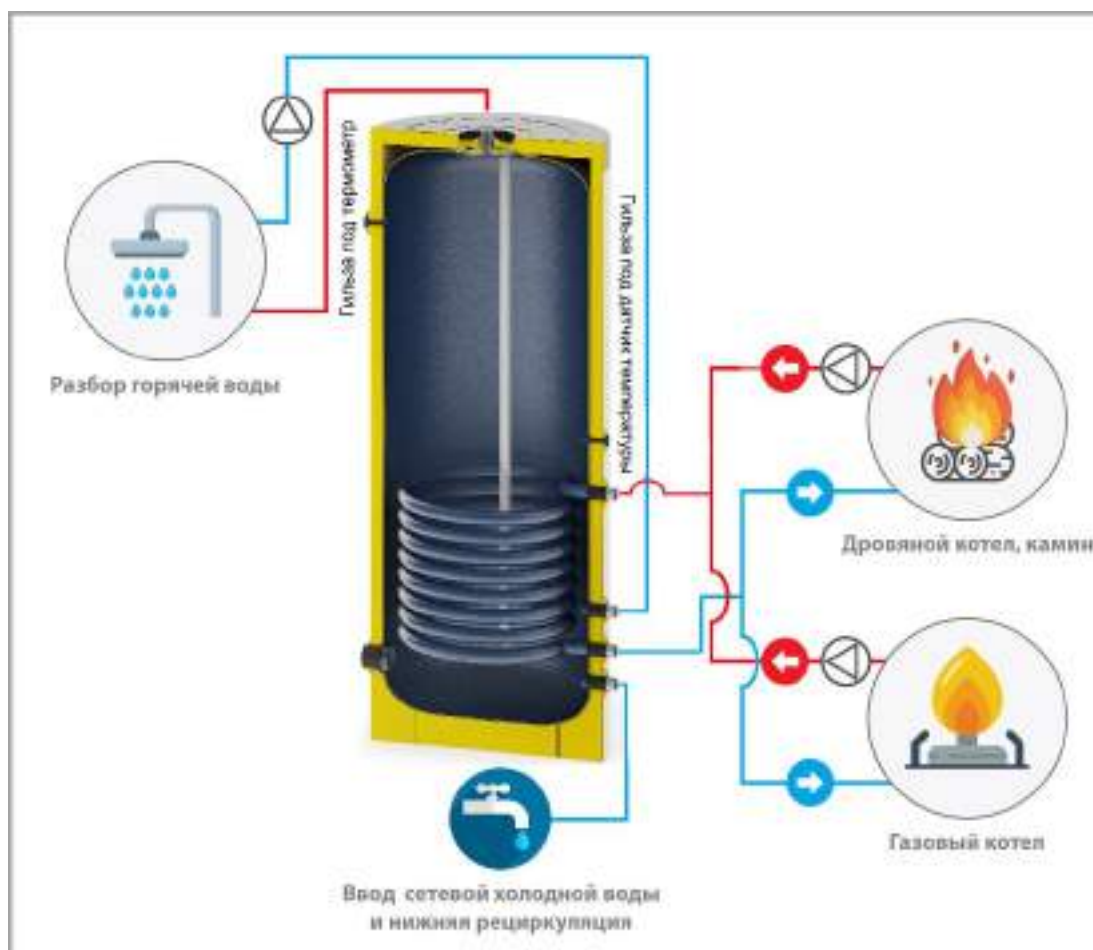 Гильза под термометр
Гильза под датчик температуры
Разбор горячей воды
Дровяной котел, камин
Газовый котел
Ввод сетевой холодной воды
и нижняя рециркуляция